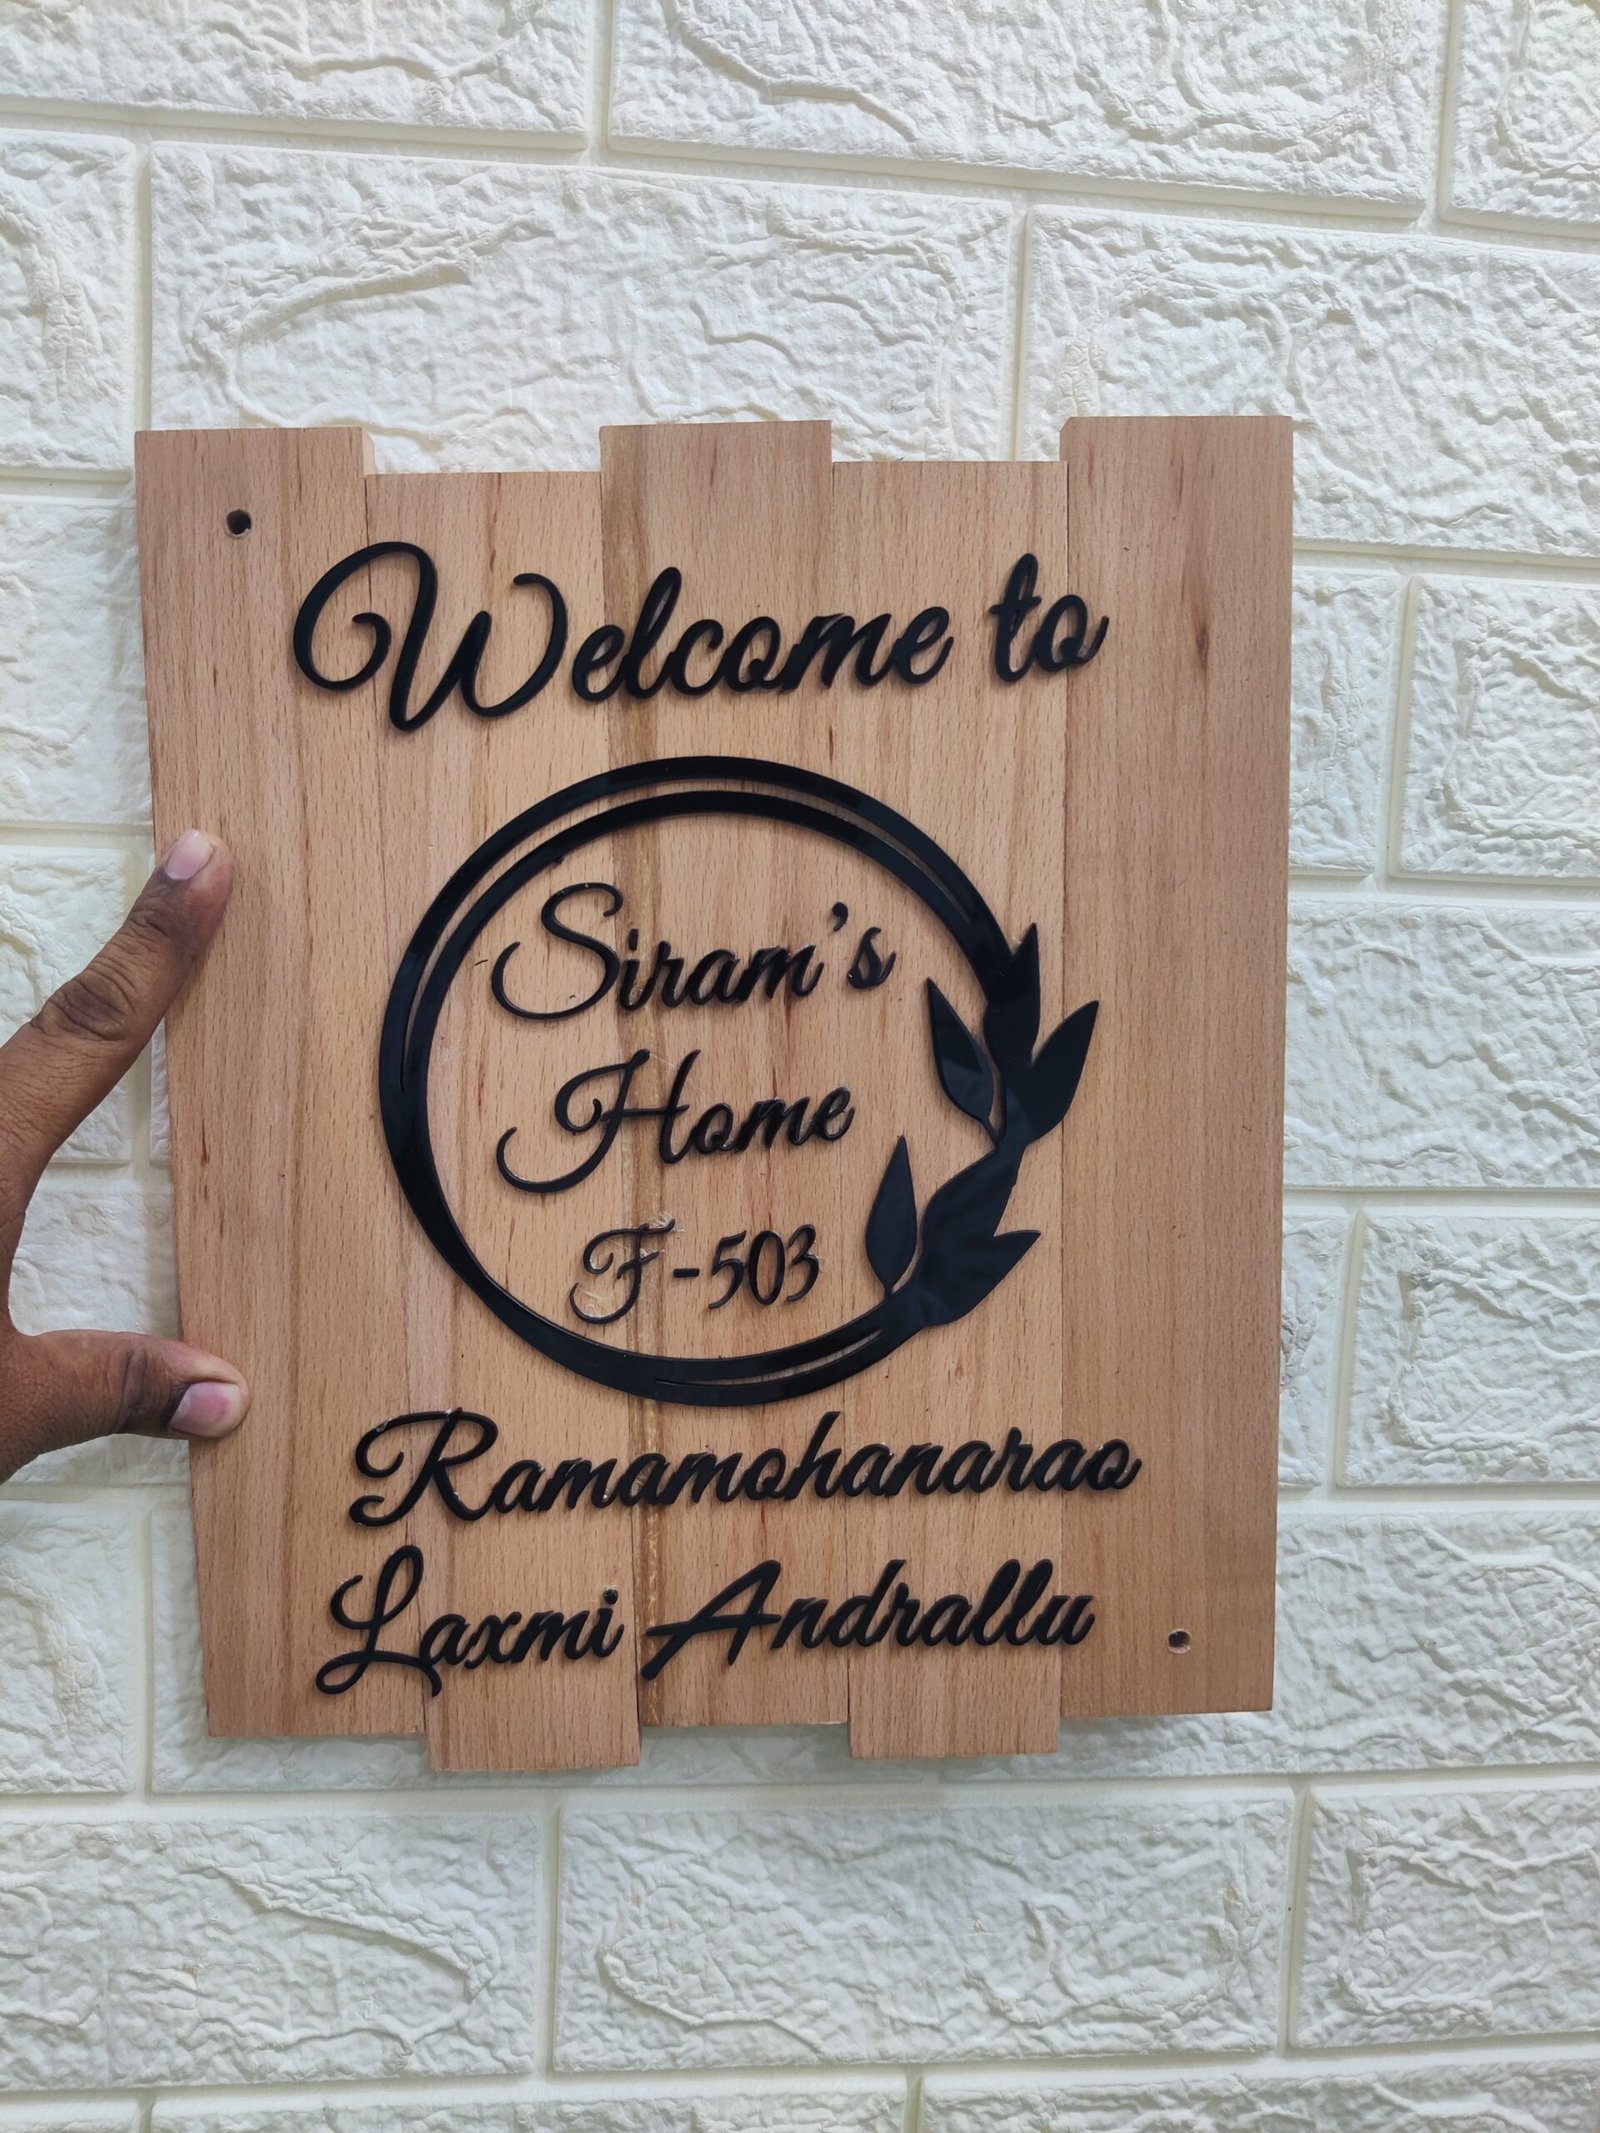 Welcome to
Siram's
Home
F-503
Ramamohanarao
Laxmi Andrallu